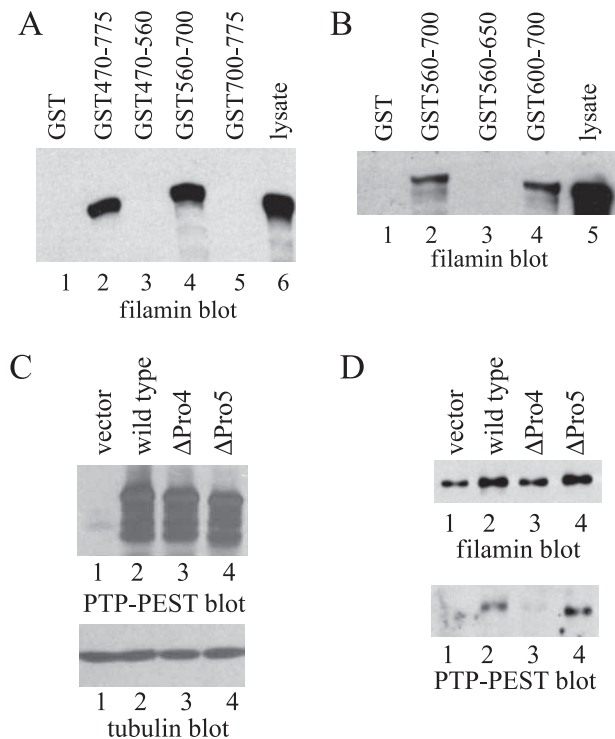 A
GST
GST470-775
GST470-560
GST560-700
GST700-775
lysate
1 2 3 4 5 6
filamin blot
B
GST
GST560-700
GST560-650
GST600-700
lysate
1 2 3 4 5
filamin blot
C
vector
wild type
ΔPro4
ΔPro5
1 2 3 4
PTP-PEST blot
1 2 3 4
tubulin blot
D
vector
wild type
ΔPro4
ΔPro5
1 2 3 4
filamin blot
1 2 3 4
PTP-PEST blot